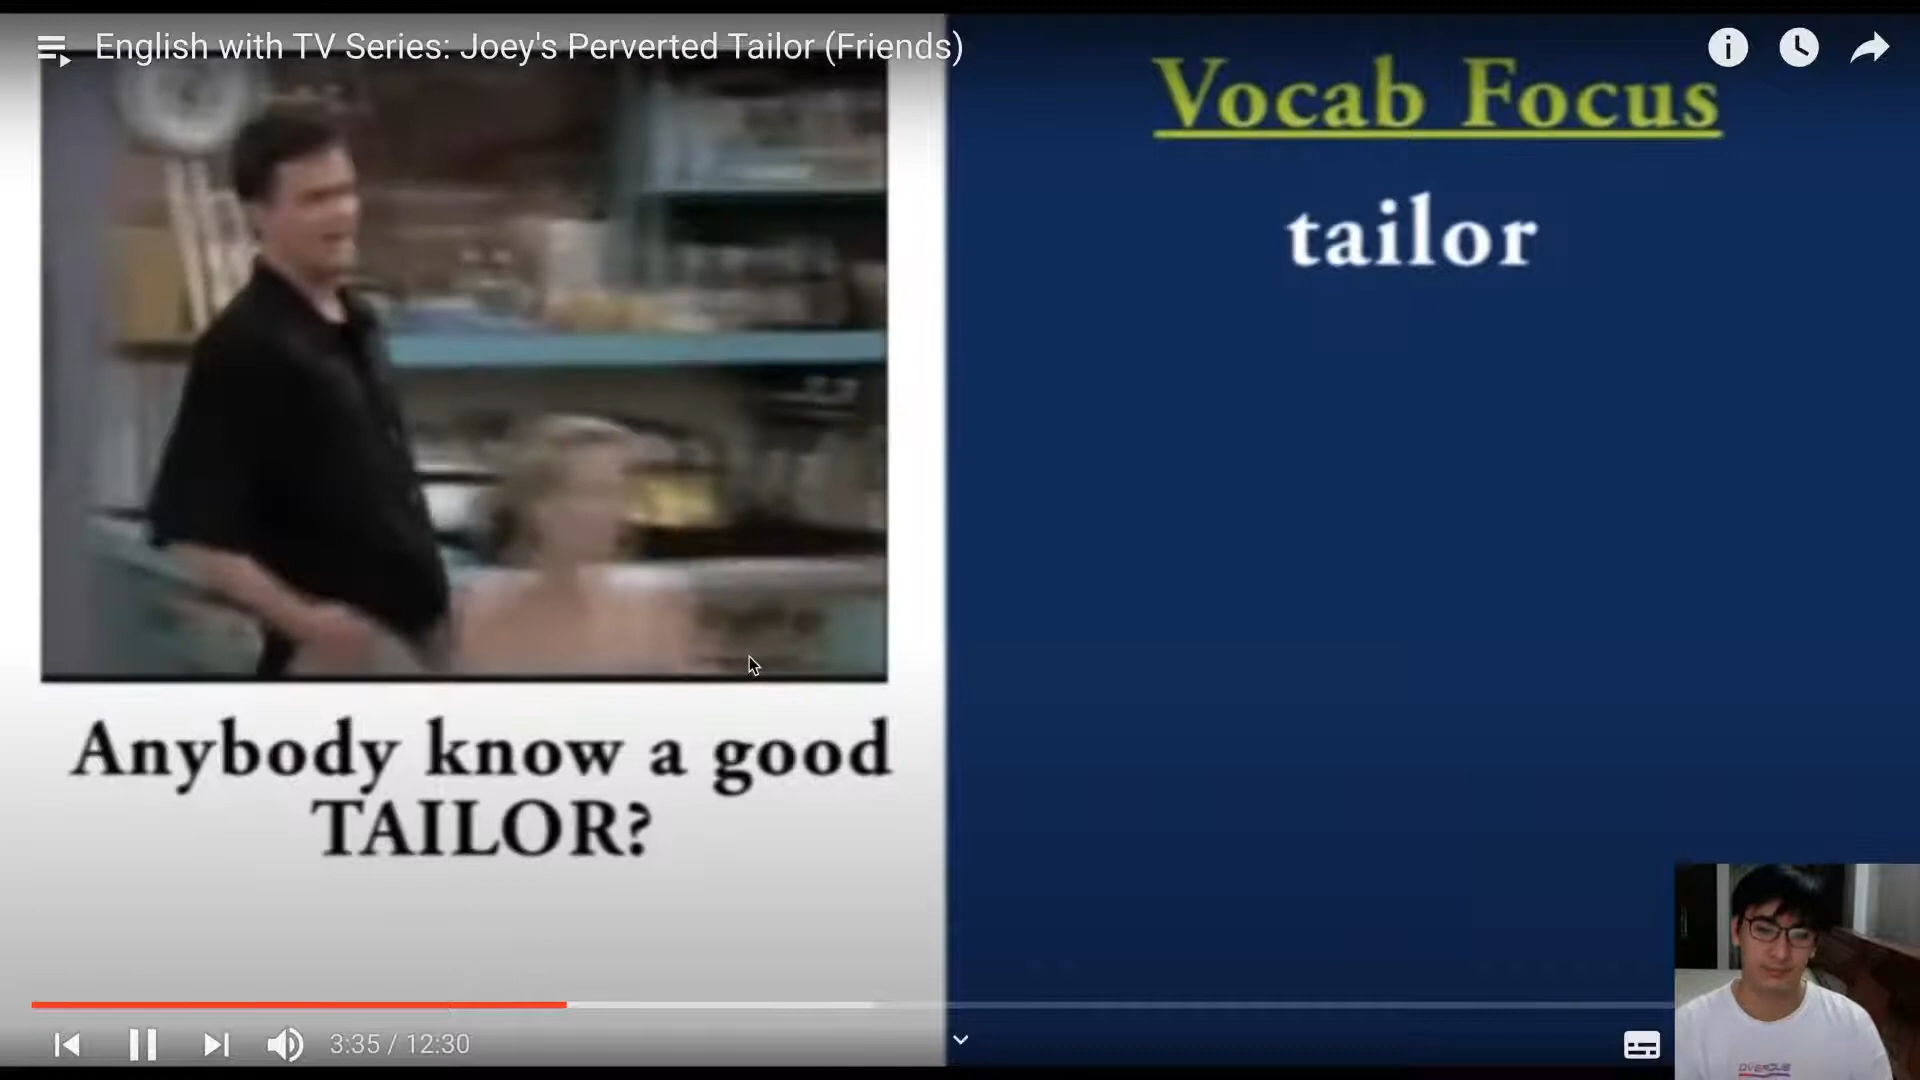 English with TV Series: Joey's Perverted Tailor (Friends)
Vocab Focus
tailor
Anybody know a good
TAILOR?
3:35 / 12:30